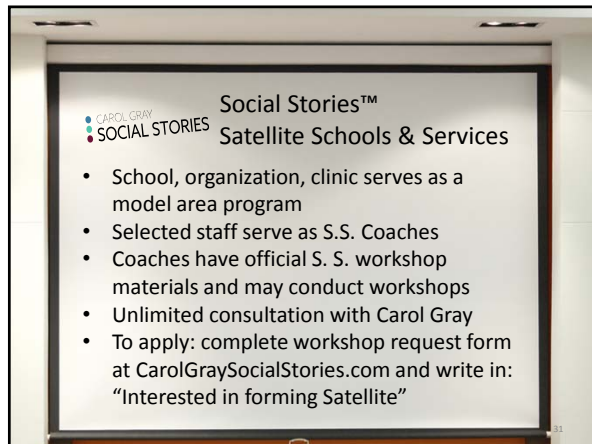 CAROL GRAY
SOCIAL STORIES
Social Stories™
Satellite Schools & Services
• School, organization, clinic serves as a
model area program
• Selected staff serve as S.S. Coaches
• Coaches have official S. S. workshop
materials and may conduct workshops
• Unlimited consultation with Carol Gray
• To apply: complete workshop request form
at CarolGraySocialStories.com and write in:
“Interested in forming Satellite”
31